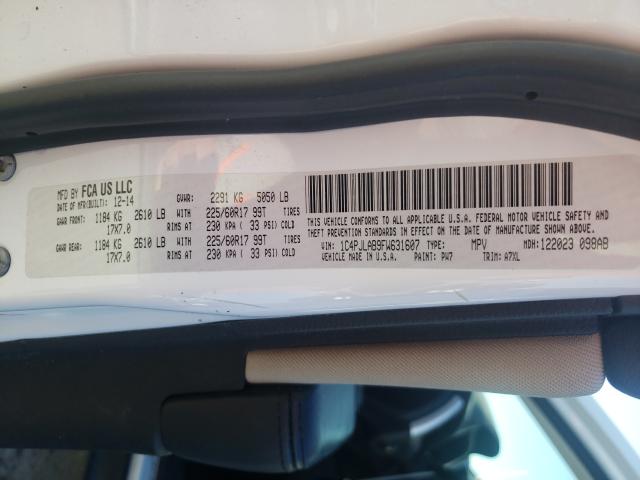 MFD BY FCA US LLC
DATE OF MFR(BUILT): 12-14 GVWR: 2291 KG 5050 LB
GAWR FRONT: 1184 KG 2610 LB WITH 225/60R17 99T TIRES
17X7.0 RIMS AT 230 KPA ( 33 PSI) COLD
GAWR REAR: 1184 KG 2610 LB WITH 225/60R17 99T TIRES
17X7.0 RIMS AT 230 KPA ( 33 PSI) COLD
THIS VEHICLE CONFORMS TO ALL APPLICABLE U.S.A. FEDERAL MOTOR VEHICLE SAFETY AND
THEFT PREVENTION STANDARDS IN EFFECT ON THE DATE OF MANUFACTURE SHOWN ABOVE.
VIN: 1C4PJLAB9FW631607 TYPE: MPV MDH: 122023 098AB
VEHICLE MADE IN U.S.A. PAINT: PW7 TRIM: A7XL